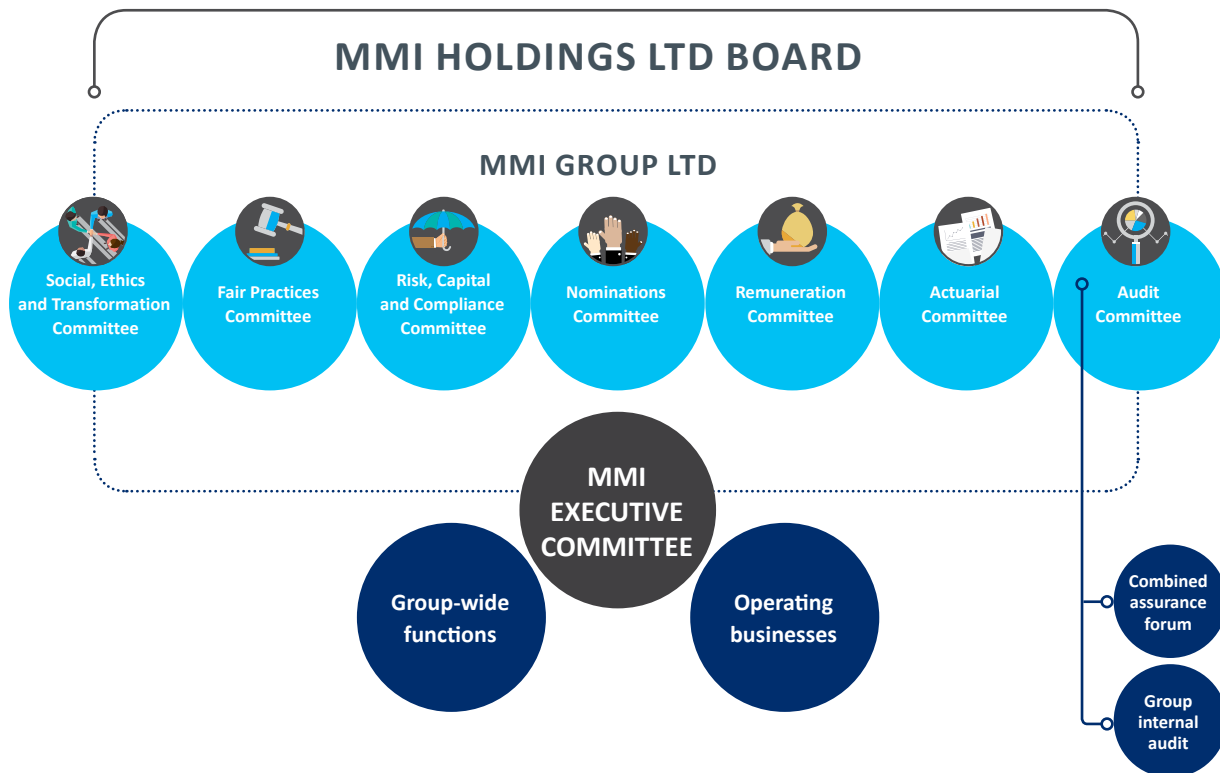 MMI HOLDINGS LTD BOARD
MMI GROUP LTD
Social, Ethics
and Transformation
Committee
Fair Practices
Committee
Risk, Capital
and Compliance
Committee
Nominations
Committee
Remuneration
Committee
Actuarial
Committee
Audit
Committee
MMI
EXECUTIVE
COMMITTEE
Group-wide
functions
Operating
businesses
Combined
assurance
forum
Group
internal
audit